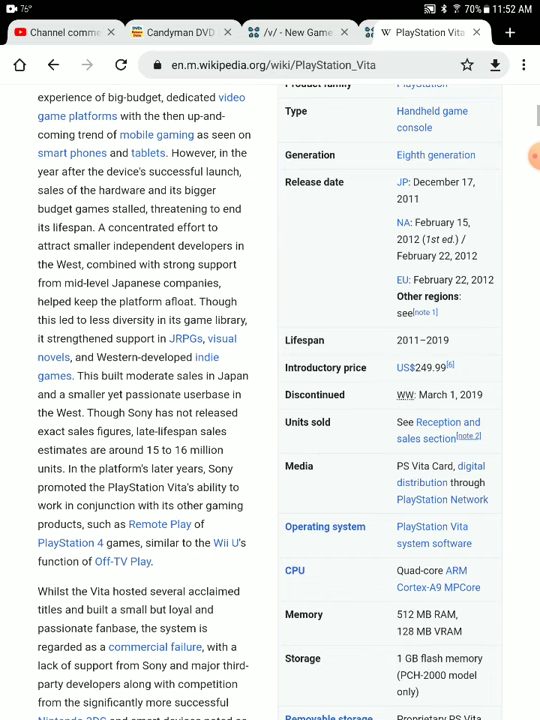 76°
70% 11:52 AM
Channel comme
Candyman DVD
/v/ - New Game
PlayStation Vita
en.m.wikipedia.org/wiki/PlayStation_Vita
experience of big-budget, dedicated video
game platforms with the then up-and-
coming trend of mobile gaming as seen on
smart phones and tablets. However, in the
year after the device's successful launch,
sales of the hardware and its bigger
budget games stalled, threatening to end
its lifespan. A concentrated effort to
attract smaller independent developers in
the West, combined with strong support
from mid-level Japanese companies,
helped keep the platform afloat. Though
this led to less diversity in its game library,
it strengthened support in JRPGs, visual
novels, and Western-developed indie
games. This built moderate sales in Japan
and a smaller yet passionate userbase in
the West. Though Sony has not released
exact sales figures, late-lifespan sales
estimates are around 15 to 16 million
units. In the platform's later years, Sony
promoted the PlayStation Vita's ability to
work in conjunction with its other gaming
products, such as Remote Play of
PlayStation 4 games, similar to the Wii U's
function of Off-TV Play.
Whilst the Vita hosted several acclaimed
titles and built a small but loyal and
passionate fanbase, the system is
regarded as a commercial failure, with a
lack of support from Sony and major third-
party developers along with competition
from the significantly more successful
Nintendo 3DS and smart devices noted as
Product family PlayStation
Type Handheld game
console
Generation Eighth generation
Release date JP: December 17,
2011
NA: February 15,
2012 (1st ed.) /
February 22, 2012
EU: February 22, 2012
Other regions:
see[note 1]
Lifespan 2011–2019
Introductory price US$249.99[6]
Discontinued WW: March 1, 2019
Units sold See Reception and
sales section[note 2]
Media PS Vita Card, digital
distribution through
PlayStation Network
Operating system PlayStation Vita
system software
CPU Quad-core ARM
Cortex-A9 MPCore
Memory 512 MB RAM,
128 MB VRAM
Storage 1 GB flash memory
(PCH-2000 model
only)
Removable storage Proprietary PS Vita